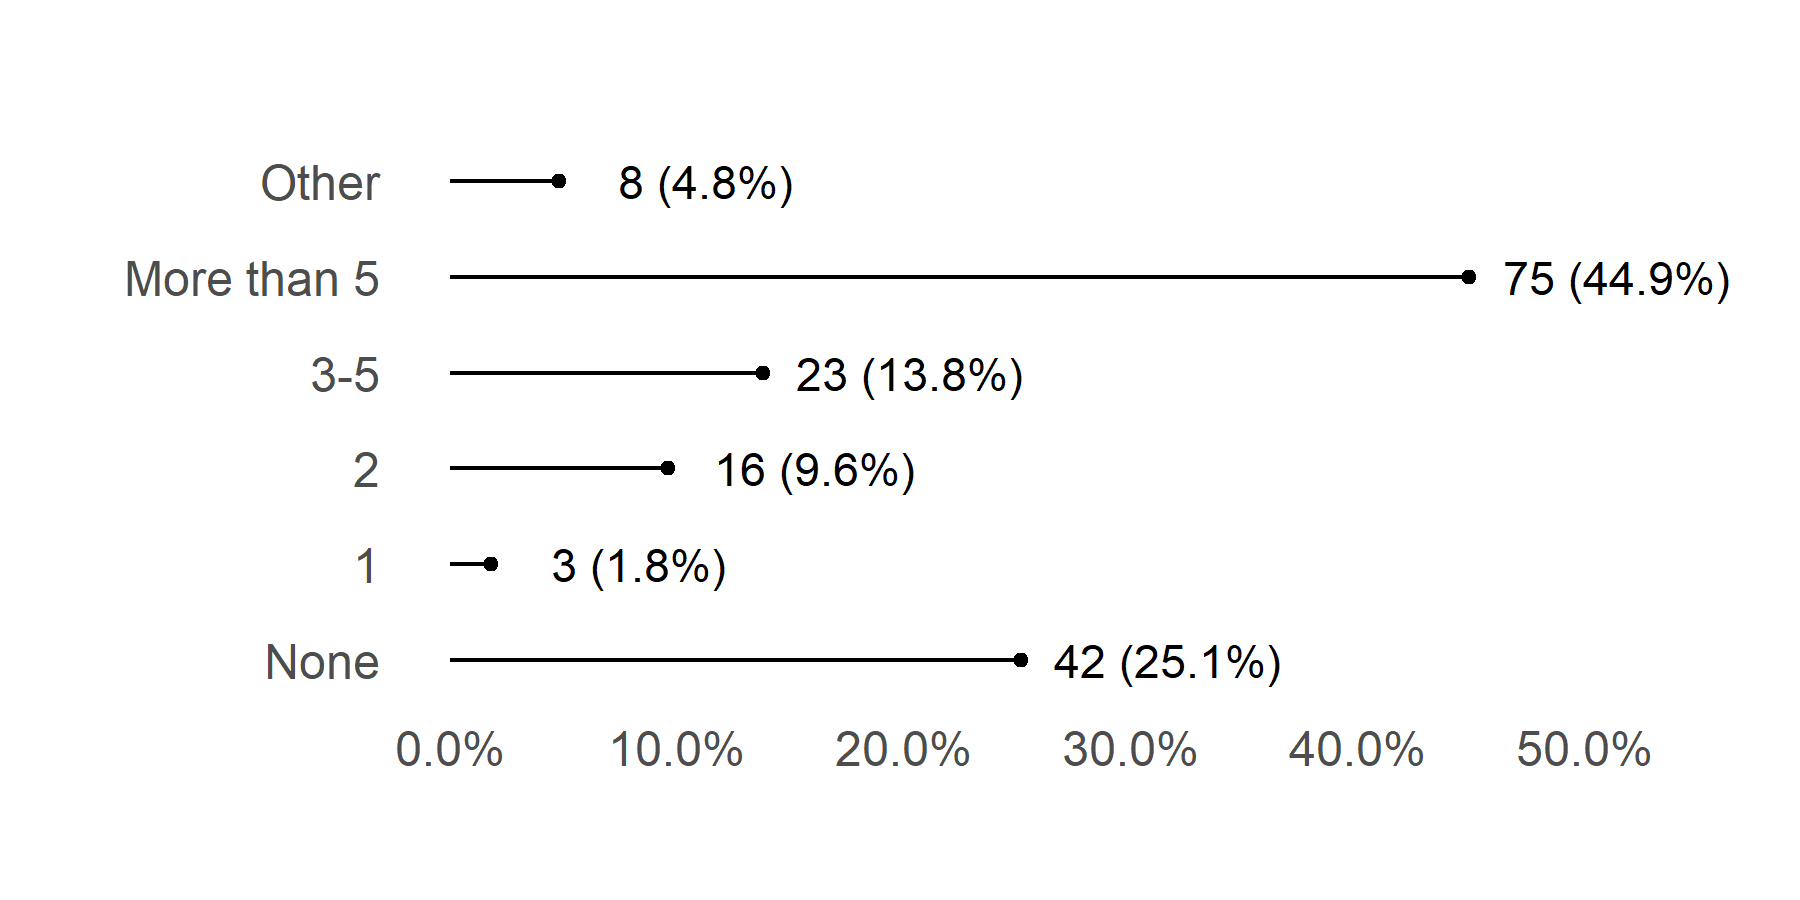 Other 8 (4.8%)
More than 5 75 (44.9%)
3-5 23 (13.8%)
2 16 (9.6%)
1 3 (1.8%)
None 42 (25.1%)
0.0% 10.0% 20.0% 30.0% 40.0% 50.0%